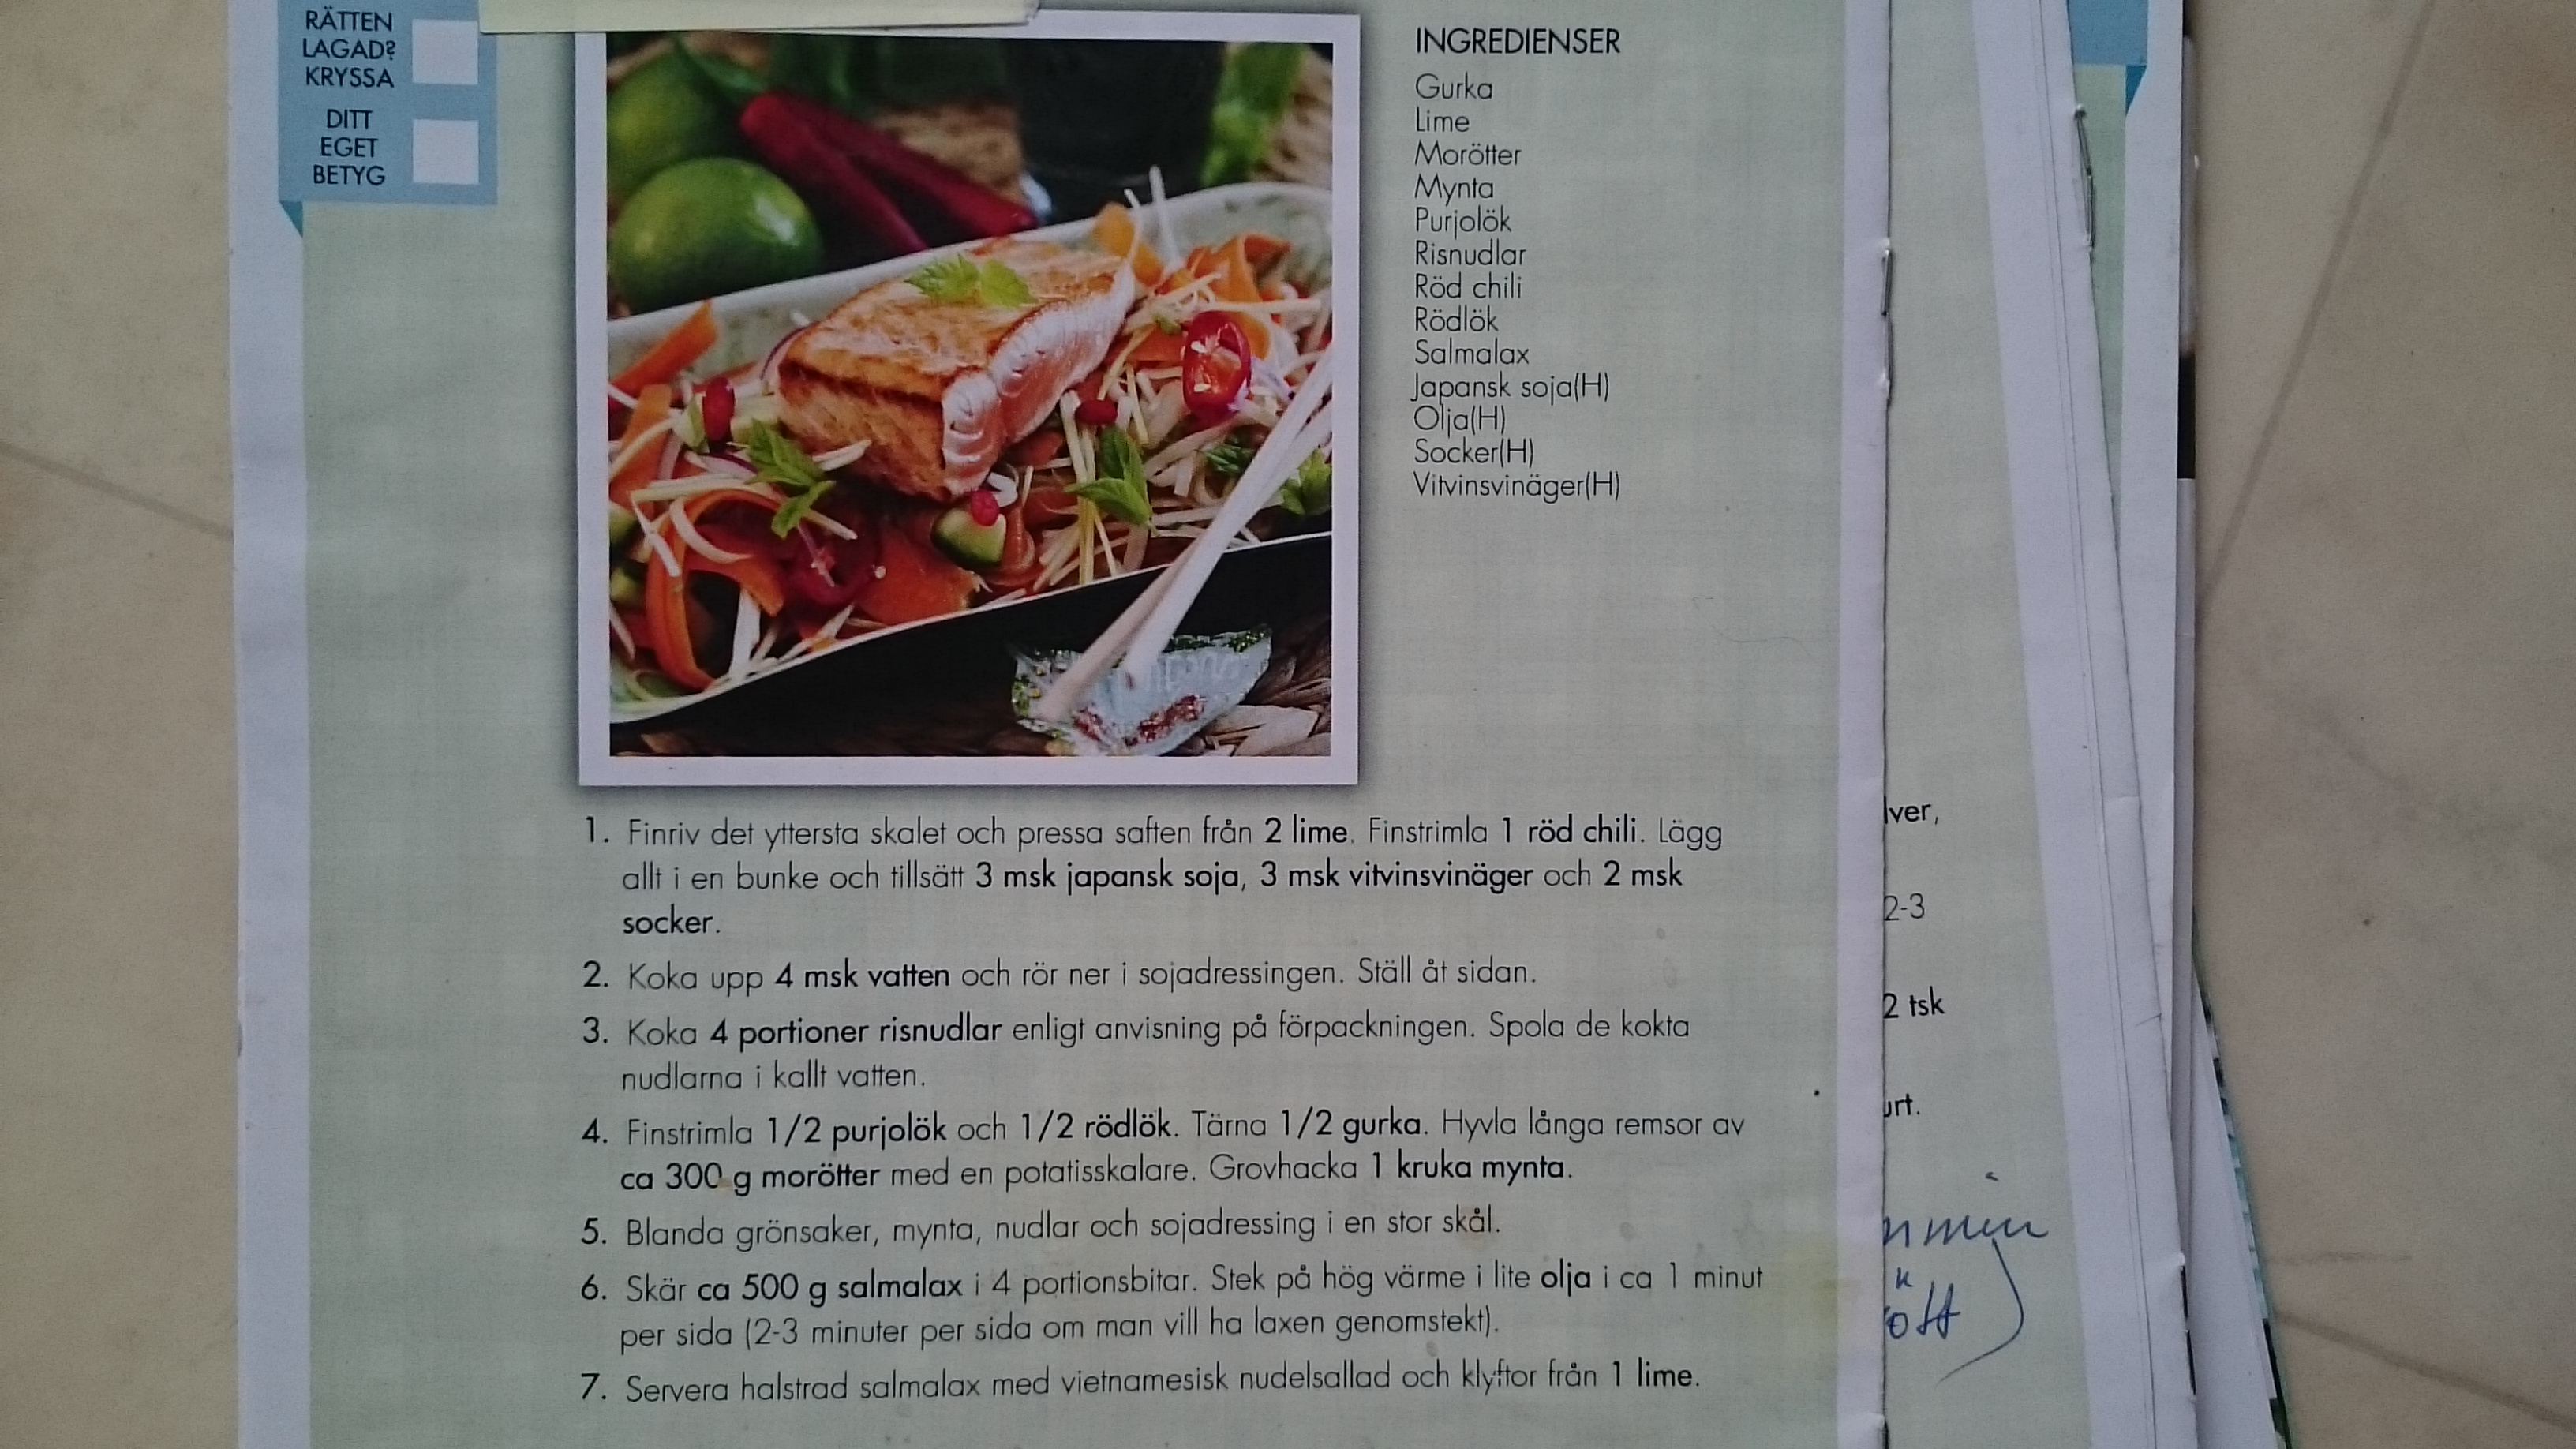 RÄTTEN
LAGAD?
KRYSSA
DITT
EGET
BETYG
INGREDIENSER
Gurka
Lime
Morötter
Mynta
Purjolök
Risnudlar
Röd chili
Rödlök
Salmalax
Japansk soja(H)
Olja(H)
Socker(H)
Vitvinsvinäger(H)
1. Finriv det yttersta skalet och pressa saften från 2 lime. Finstrimla 1 röd chili. Lägg
allt i en bunke och tillsätt 3 msk japansk soja, 3 msk vitvinsvinäger och 2 msk
socker.
2. Koka upp 4 msk vatten och rör ner i sojadressingen. Ställ åt sidan.
3. Koka 4 portioner risnudlar enligt anvisning på förpackningen. Spola de kokta
nudlarna i kallt vatten.
4. Finstrimla 1/2 purjolök och 1/2 rödlök. Tärna 1/2 gurka. Hyvla långa remsor av
ca 300 g morötter med en potatisskalare. Grovhacka 1 kruka mynta.
5. Blanda grönsaker, mynta, nudlar och sojadressing i en stor skål.
6. Skär ca 500 g salmalax i 4 portionsbitar. Stek på hög värme i lite olja i ca 1 minut
per sida (2-3 minuter per sida om man vill ha laxen genomstekt).
7. Servera halstrad salmalax med vietnamesisk nudelsallad och klyftor från 1 lime.
lver,
2-3
2 tsk
urt.